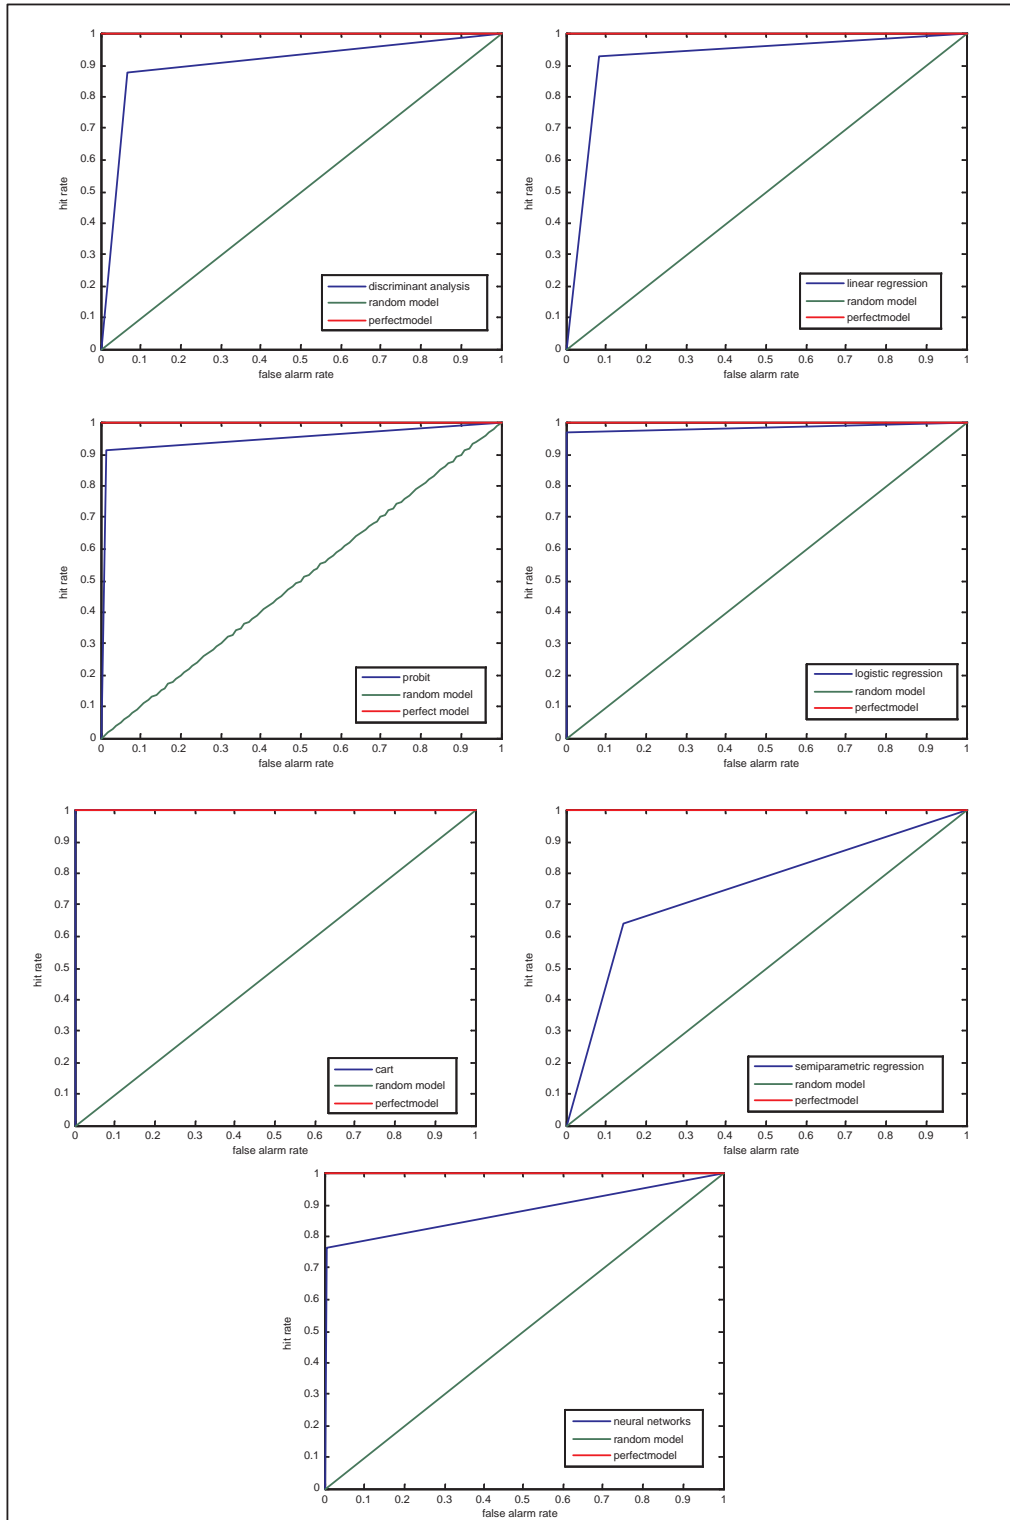 1
0.9
0.8
0.7
0.6
0.5
0.4
0.3
0.2
0.1
0
hit rate
discriminant analysis
random model
perfectmodel
0.1 0.2 0.3 0.4 0.5 0.6 0.7 0.8 0.9 1
false alarm rate
1
0.9
0.8
0.7
0.6
0.5
0.4
0.3
0.2
0.1
0
hit rate
linear regression
random model
perfectmodel
0 0.1 0.2 0.3 0.4 0.5 0.6 0.7 0.8 0.9 1
false alarm rate
1
0.9
0.8
0.7
0.6
0.5
0.4
0.3
0.2
0.1
0
hit rate
probit
random model
perfect model
0 0.1 0.2 0.3 0.4 0.5 0.6 0.7 0.8 0.9 1
false alarm rate
1
0.9
0.8
0.7
0.6
0.5
0.4
0.3
0.2
0.1
0
hit rate
logistic regression
random model
perfectmodel
0 0.1 0.2 0.3 0.4 0.5 0.6 0.7 0.8 0.9 1
false alarm rate
1
0.9
0.8
0.7
0.6
0.5
0.4
0.3
0.2
0.1
0
hit rate
cart
random model
perfectmodel
0 0.1 0.2 0.3 0.4 0.5 0.6 0.7 0.8 0.9 1
false alarm rate
1
0.9
0.8
0.7
0.6
0.5
0.4
0.3
0.2
0.1
0
hit rate
semiparametric regression
random model
perfectmodel
0 0.1 0.2 0.3 0.4 0.5 0.6 0.7 0.8 0.9 1
false alarm rate
1
0.9
0.8
0.7
0.6
0.5
0.4
0.3
0.2
0.1
0
hit rate
neural networks
random model
perfectmodel
0 0.1 0.2 0.3 0.4 0.5 0.6 0.7 0.8 0.9 1
false alarm rate